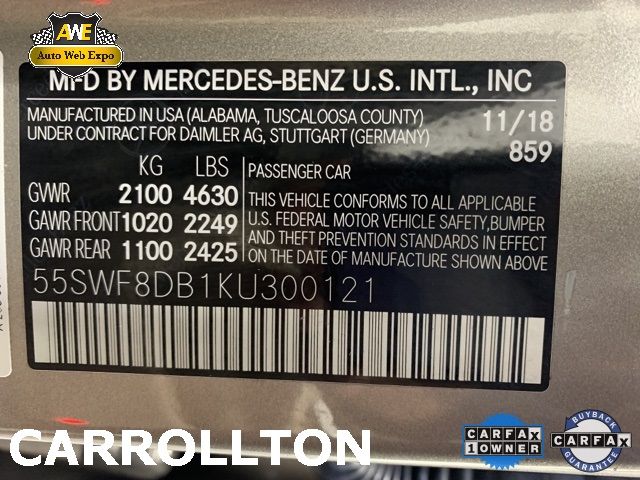 AWE
Auto Web Expo
MFD BY MERCEDES-BENZ U.S. INTL., INC
MANUFACTURED IN USA (ALABAMA, TUSCALOOSA COUNTY)
UNDER CONTRACT FOR DAIMLER AG, STUTTGART (GERMANY)
11/18
859
KG LBS
GVWR 2100 4630
GAWR FRONT 1020 2249
GAWR REAR 1100 2425
PASSENGER CAR
THIS VEHICLE CONFORMS TO ALL APPLICABLE
U.S. FEDERAL MOTOR VEHICLE SAFETY, BUMPER
AND THEFT PREVENTION STANDARDS IN EFFECT
ON THE DATE OF MANUFACTURE SHOWN ABOVE.
55SWF8DB1KU300121
CARROLLTON
CARFAX
1 OWNER
BUYBACK
CARFAX
GUARANTEE